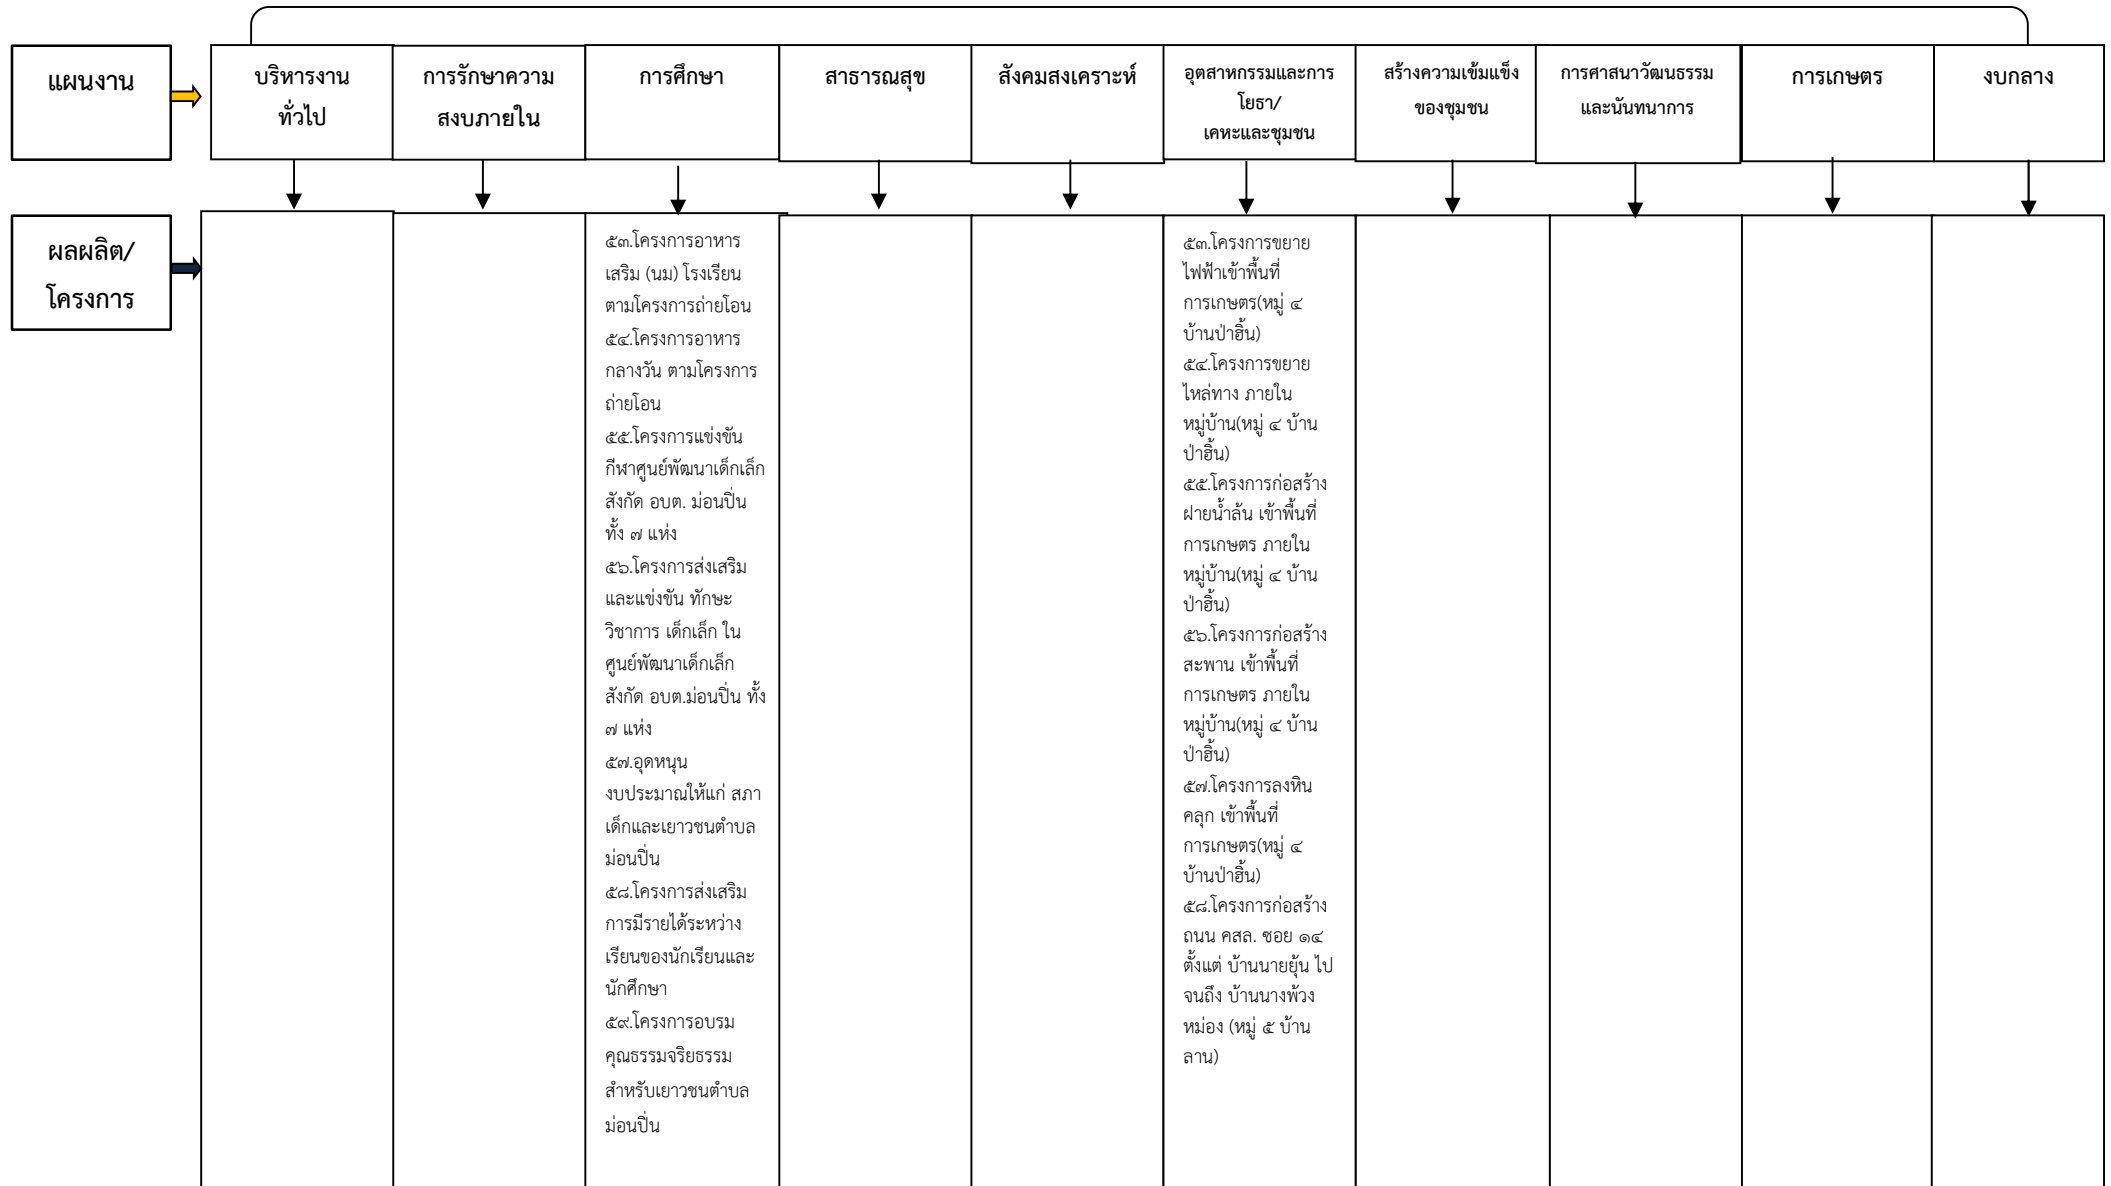 แผนงาน
บริหารงาน
ทั่วไป
การรักษาความ
สงบภายใน
การศึกษา
สาธารณสุข
สังคมสงเคราะห์
อุตสาหกรรมและการ
โยธา/
เคหะและชุมชน
สร้างความเข้มแข็ง
ของชุมชน
การศาสนาวัฒนธรรม
และนันทนาการ
การเกษตร
งบกลาง
ผลผลิต/
โครงการ
๕๓.โครงการอาหาร
เสริม (นม) โรงเรียน
ตามโครงการถ่ายโอน
๕๔.โครงการอาหาร
กลางวัน ตามโครงการ
ถ่ายโอน
๕๕.โครงการแข่งขัน
กีฬาศูนย์พัฒนาเด็กเล็ก
สังกัด อบต. ม่อนปิ่น
ทั้ง ๗ แห่ง
๕๖.โครงการส่งเสริม
และแข่งขัน ทักษะ
วิชาการ เด็กเล็ก ใน
ศูนย์พัฒนาเด็กเล็ก
สังกัด อบต.ม่อนปิ่น ทั้ง
๗ แห่ง
๕๗.อุดหนุน
งบประมาณให้แก่ สภา
เด็กและเยาวชนตำบล
ม่อนปิ่น
๕๘.โครงการส่งเสริม
การมีรายได้ระหว่าง
เรียนของนักเรียนและ
นักศึกษา
๕๙.โครงการอบรม
คุณธรรมจริยธรรม
สำหรับเยาวชนตำบล
ม่อนปิ่น
๕๓.โครงการขยาย
ไฟฟ้าเข้าพื้นที่
การเกษตร(หมู่ ๔
บ้านป่าฮิ้น)
๕๔.โครงการขยาย
ไหล่ทาง ภายใน
หมู่บ้าน(หมู่ ๔ บ้าน
ป่าฮิ้น)
๕๕.โครงการก่อสร้าง
ฝายน้ำล้น เข้าพื้นที่
การเกษตร ภายใน
หมู่บ้าน(หมู่ ๔ บ้าน
ป่าฮิ้น)
๕๖.โครงการก่อสร้าง
สะพาน เข้าพื้นที่
การเกษตร ภายใน
หมู่บ้าน(หมู่ ๔ บ้าน
ป่าฮิ้น)
๕๗.โครงการลงหิน
คลุก เข้าพื้นที่
การเกษตร(หมู่ ๔
บ้านป่าฮิ้น)
๕๘.โครงการก่อสร้าง
ถนน คสล. ซอย ๑๔
ตั้งแต่ บ้านนายยุ้น ไป
จนถึง บ้านนางพ้วง
หม่อง (หมู่ ๕ บ้าน
ลาน)